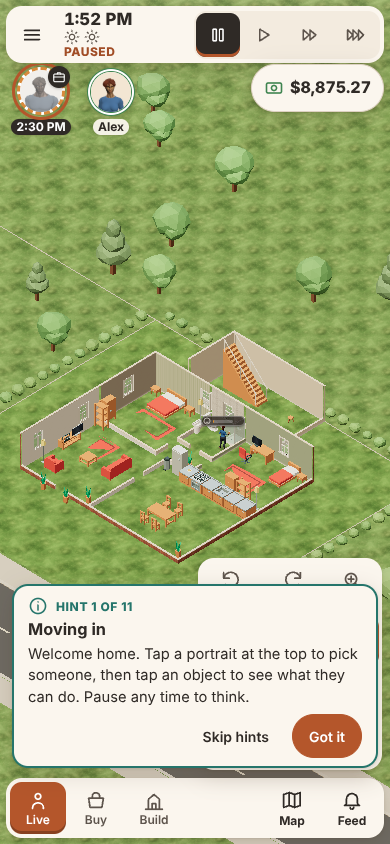 1:52 PM
PAUSED
$8,875.27
2:30 PM
Alex
HINT 1 OF 11
Moving in
Welcome home. Tap a portrait at the top to pick
someone, then tap an object to see what they
can do. Pause any time to think.
Skip hints
Got it
Live
Buy
Build
Map
Feed